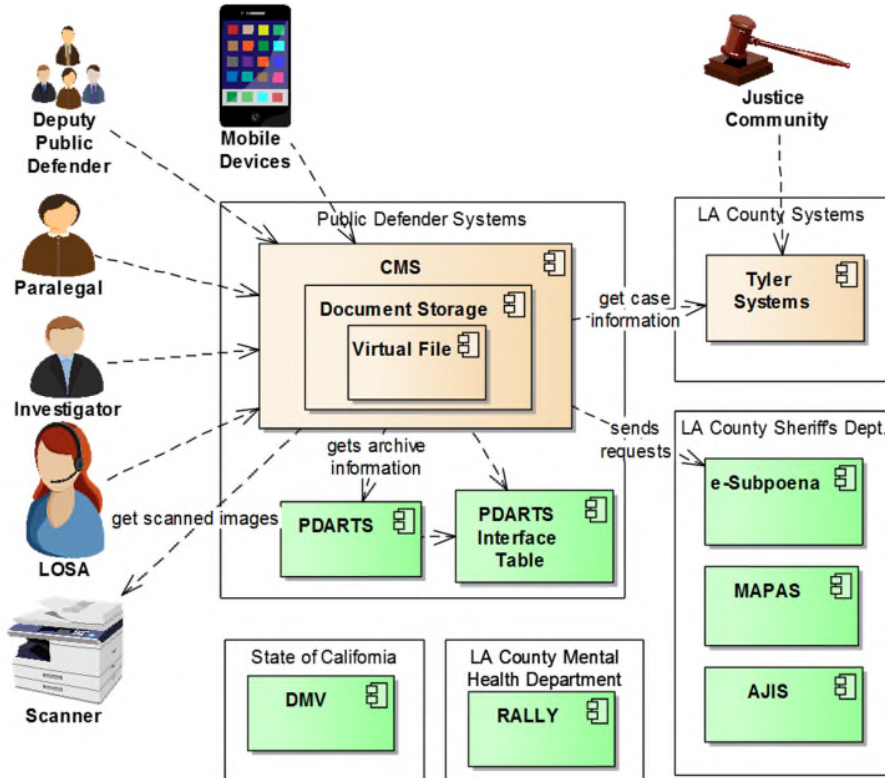 Deputy
Public
Defender
Mobile
Devices
Justice
Community
Public Defender Systems
LA County Systems
CMS
Document Storage
Virtual File
Paralegal
Investigator
LOSA
Scanner
get case
information
Tyler
Systems
sends
requests
LA County Sheriff's Dept.
e-Subpoena
MAPAS
AJIS
gets archive
information
get scanned images
PDARTS
PDARTS
Interface
Table
State of California
DMV
LA County Mental
Health Department
RALLY